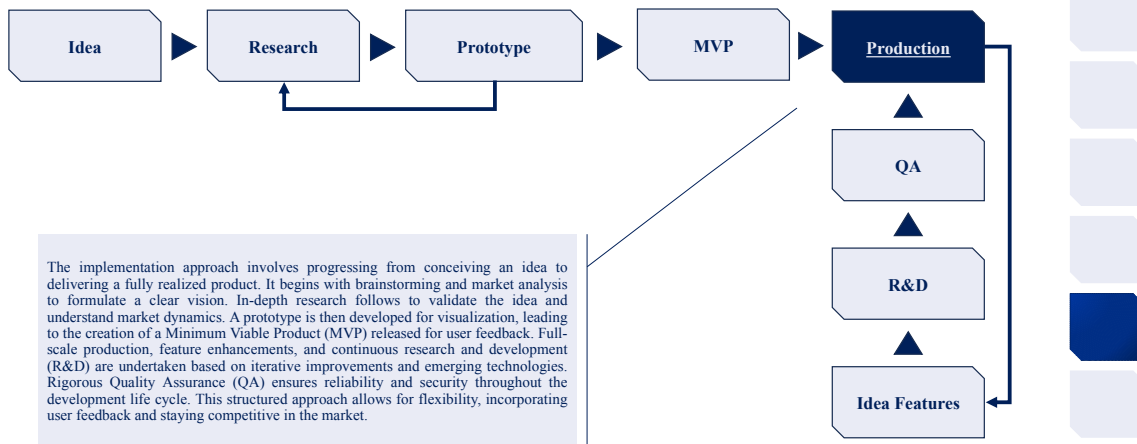 Idea
Research
Prototype
MVP
Production
QA
R&D
Idea Features
The implementation approach involves progressing from conceiving an idea to
delivering a fully realized product. It begins with brainstorming and market analysis
to formulate a clear vision. In-depth research follows to validate the idea and
understand market dynamics. A prototype is then developed for visualization, leading
to the creation of a Minimum Viable Product (MVP) released for user feedback. Full-
scale production, feature enhancements, and continuous research and development
(R&D) are undertaken based on iterative improvements and emerging technologies.
Rigorous Quality Assurance (QA) ensures reliability and security throughout the
development life cycle. This structured approach allows for flexibility, incorporating
user feedback and staying competitive in the market.